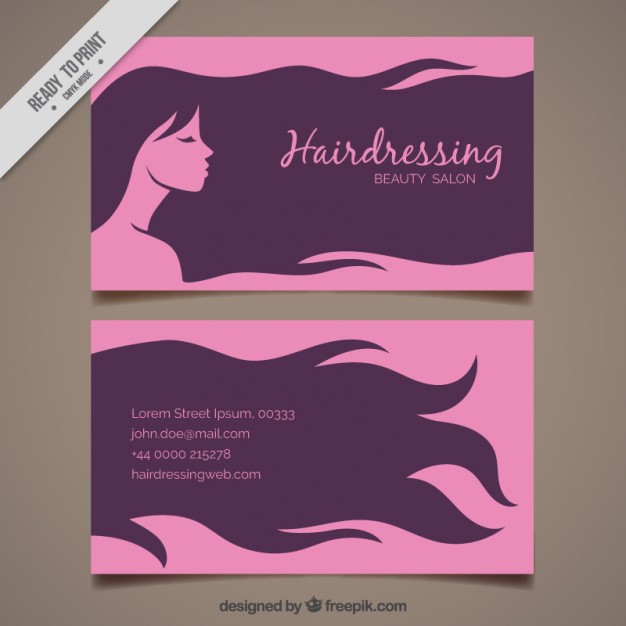 READY TO PRINT
CMYK MODE
Hairdressing
BEAUTY SALON
Lorem Street Ipsum, 00333
john.doe@mail.com
+44 0000 215278
hairdressingweb.com
designed by freepik.com